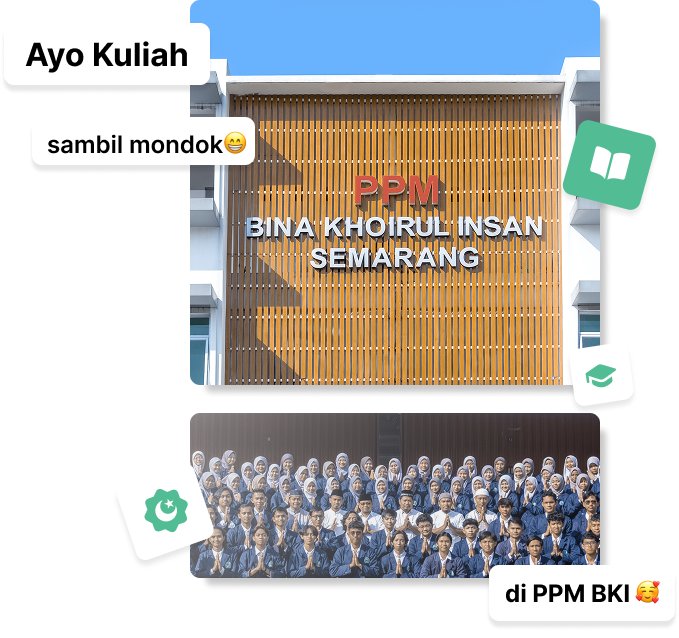 Ayo Kuliah
sambil mondok😁
PPM
BINA KHOIRUL INSAN
SEMARANG
di PPM BKI 🥰